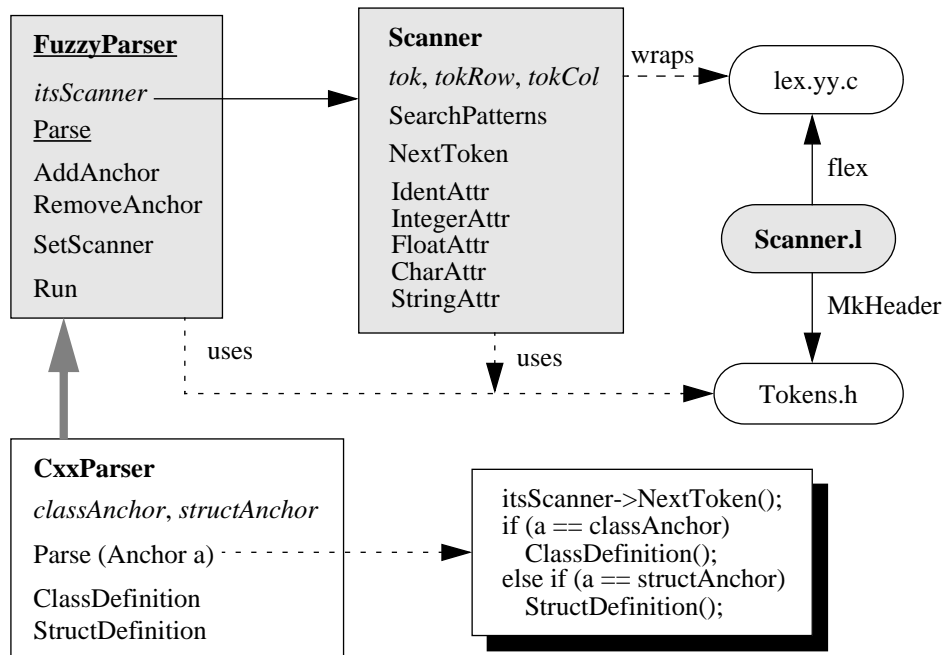 FuzzyParser
itsScanner
Parse
AddAnchor
RemoveAnchor
SetScanner
Run
Scanner
tok, tokRow, tokCol
SearchPatterns
NextToken
IdentAttr
IntegerAttr
FloatAttr
CharAttr
StringAttr
wraps
lex.yy.c
flex
Scanner.l
MkHeader
Tokens.h
uses
uses
CxxParser
classAnchor, structAnchor
Parse (Anchor a)
ClassDefinition
StructDefinition
itsScanner->NextToken();
if (a == classAnchor)
ClassDefinition();
else if (a == structAnchor)
StructDefinition();